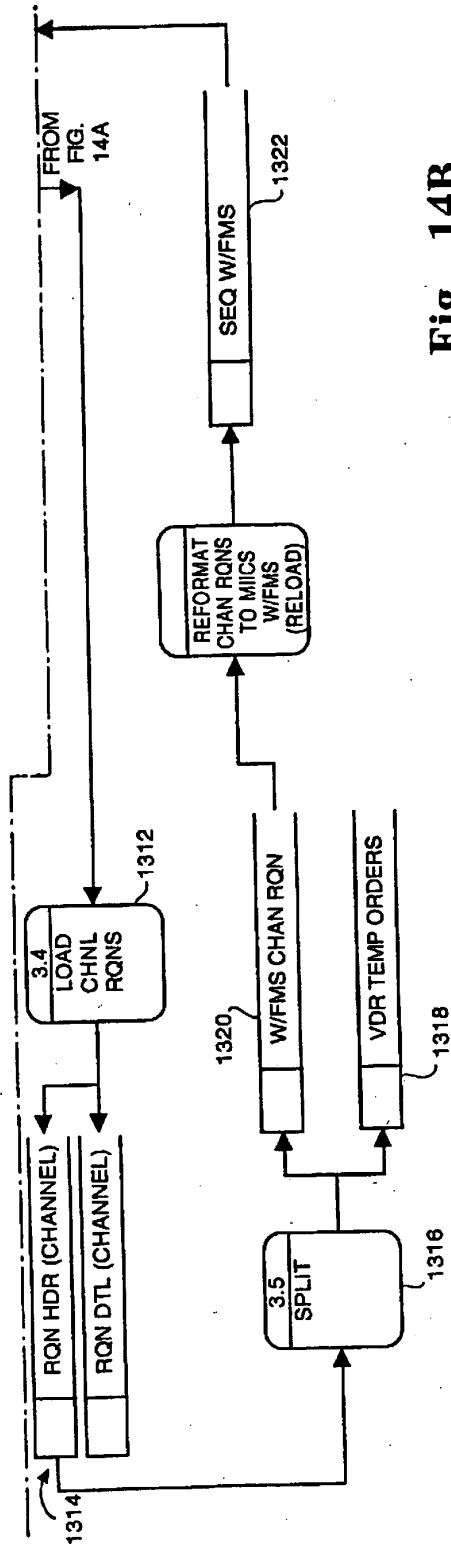 FROM
FIG.
14A
3.4
LOAD
CHNL
RQNS
1312
RQN HDR (CHANNEL)
RQN DTL (CHANNEL)
1314
3.5
SPLIT
1316
1320
W/FMS CHAN RQN
VDR TEMP ORDERS
1318
REFORMAT
CHAN RQNS
TO MIICS
W/FMS
(RELOAD)
SEQ W/FMS
1322
Fig. 14B